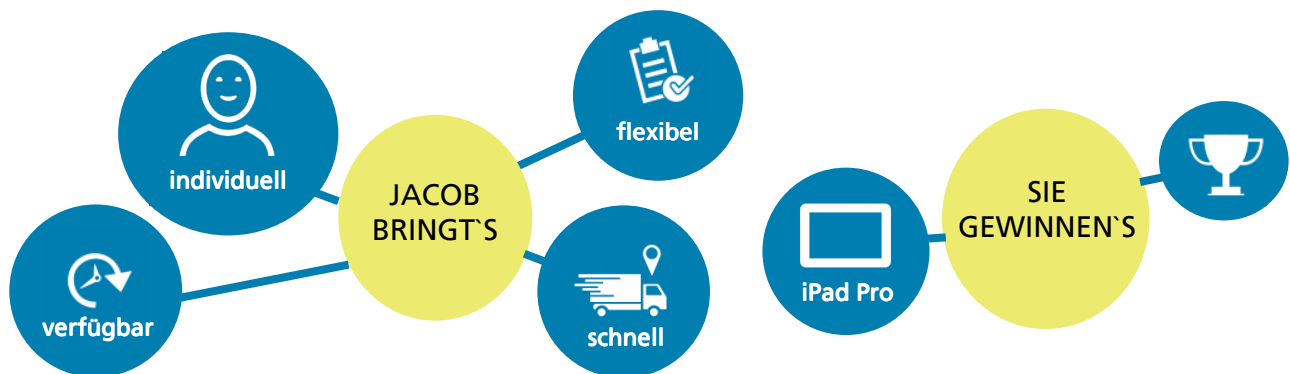 individuell
verfügbar
JACOB
BRINGT`S
flexibel
schnell
iPad Pro
SIE
GEWINNEN`S